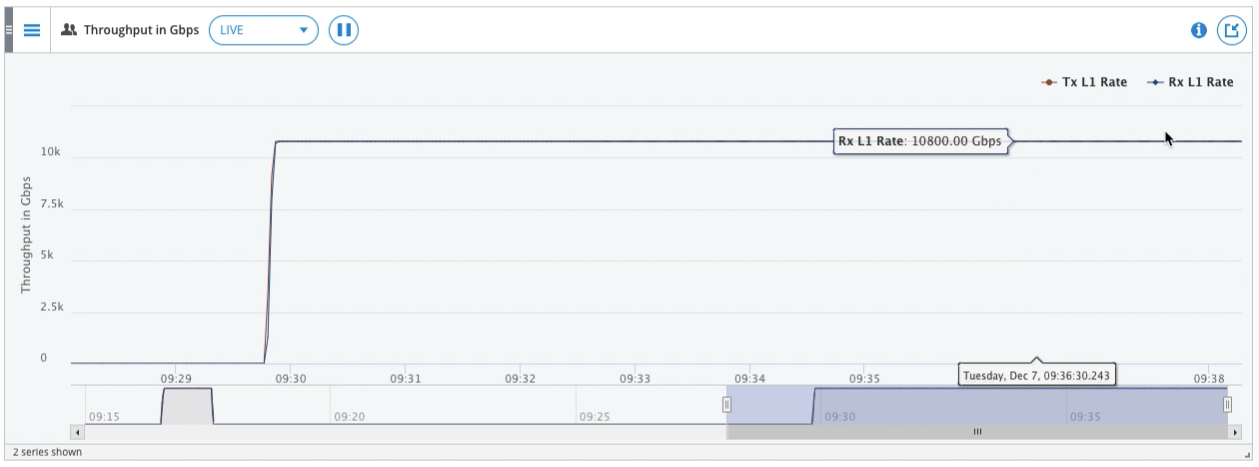 Throughput in Gbps LIVE
Tx L1 Rate Rx L1 Rate
Throughput in Gbps
10k
7.5k
5k
2.5k
0
Rx L1 Rate: 10800.00 Gbps
09:29 09:30 09:31 09:32 09:33 09:34 09:35 09:38
Tuesday, Dec 7, 09:36:30.243
09:15 09:20 09:25 09:30 09:35
2 series shown